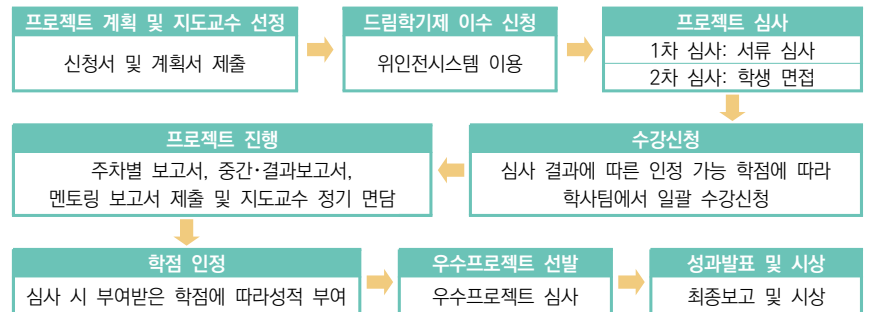 프로젝트 계획 및 지도교수 선정
신청서 및 계획서 제출
드림학기제 이수 신청
위인전시스템 이용
프로젝트 심사
1차 심사: 서류 심사
2차 심사: 학생 면접
수강신청
심사 결과에 따른 인정 가능 학점에 따라
학사팀에서 일괄 수강신청
프로젝트 진행
주차별 보고서, 중간·결과보고서,
멘토링 보고서 제출 및 지도교수 정기 면담
학점 인정
심사 시 부여받은 학점에 따라성적 부여
우수프로젝트 선발
우수프로젝트 심사
성과발표 및 시상
최종보고 및 시상